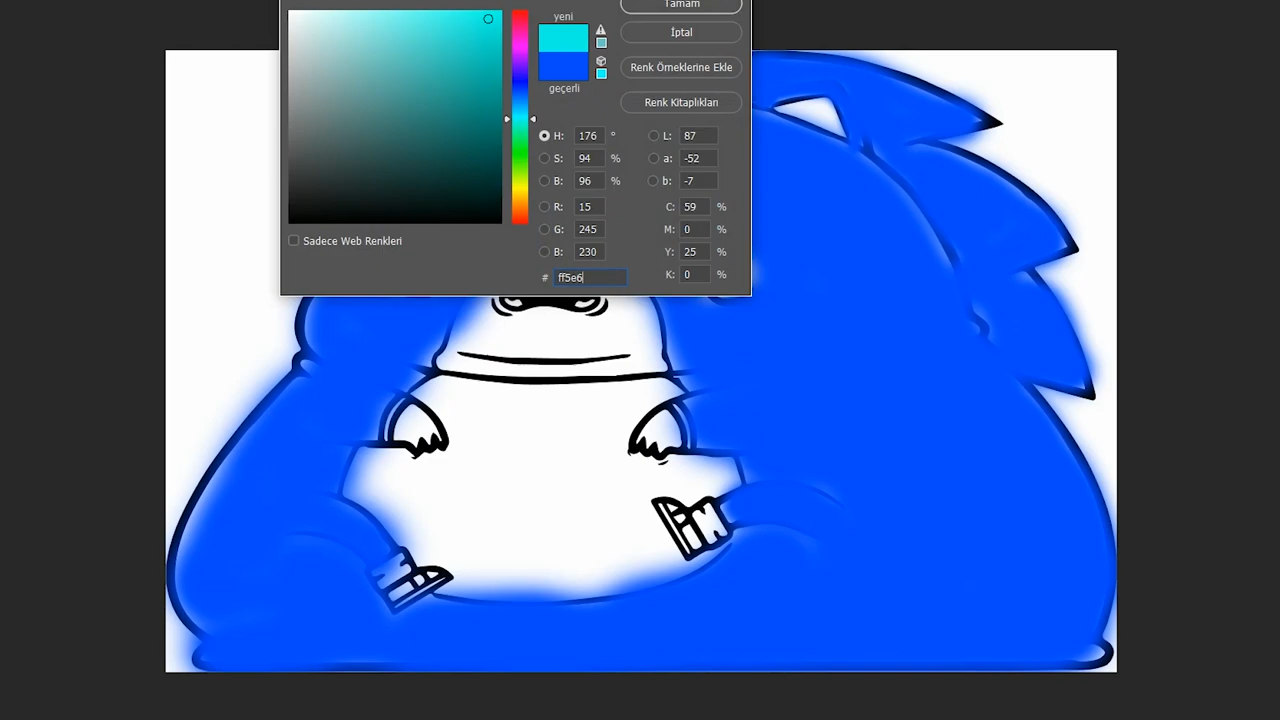 Tamam
yeni
İptal
Renk Örneklerine Ekle
geçerli
Renk Kitaplıkları
H: 176 ° L: 87
S: 94 % a: -52
B: 96 % b: -7
R: 15 C: 59 %
G: 245 M: 0 %
B: 230 Y: 25 %
# ff5e6 K: 0 %
Sadece Web Renkleri